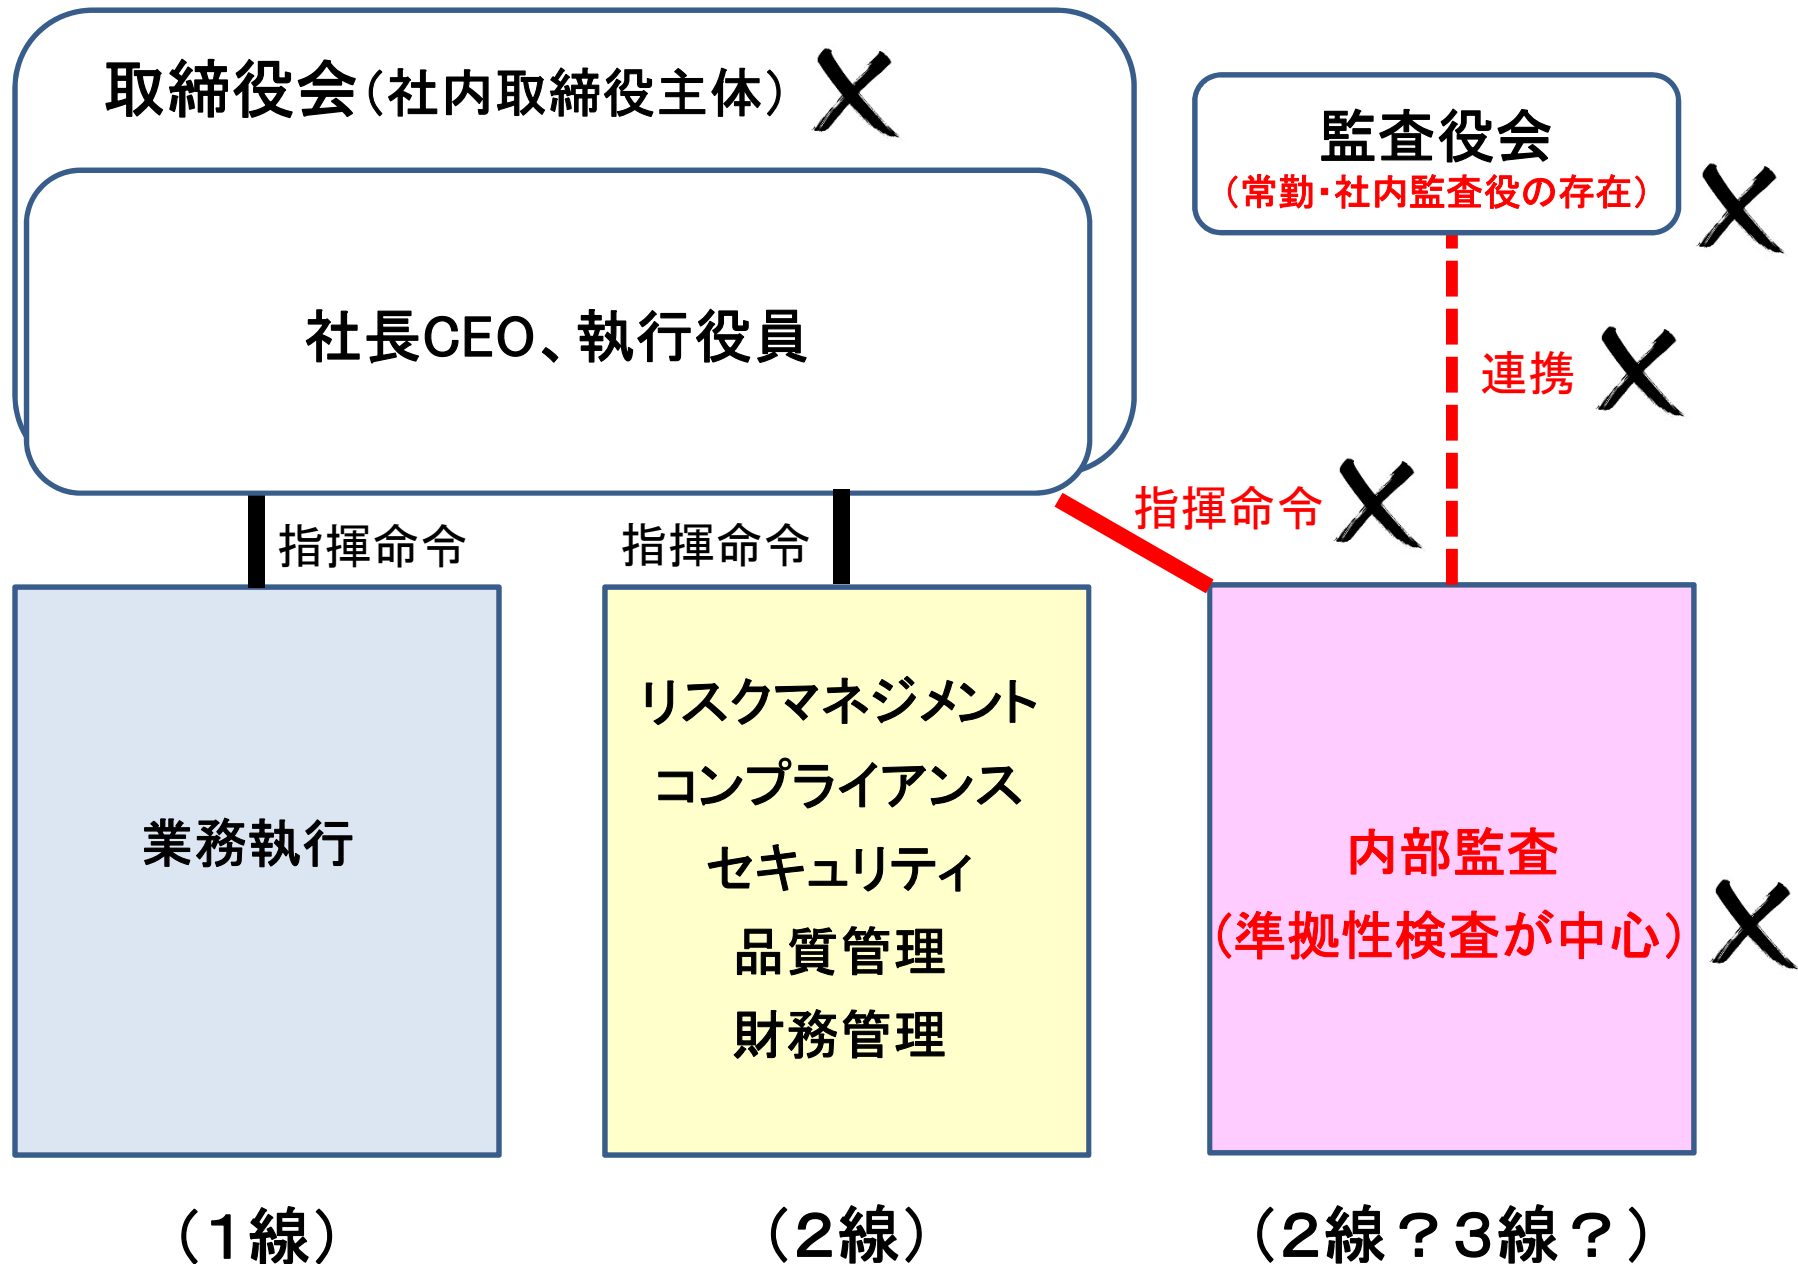 取締役会（社内取締役主体）
監査役会
（常勤・社内監査役の存在）
社長CEO、執行役員
連携
指揮命令
指揮命令
指揮命令
業務執行
リスクマネジメント
コンプライアンス
セキュリティ
品質管理
財務管理
内部監査
（準拠性検査が中心）
（１線）
（２線）
（２線？３線？）